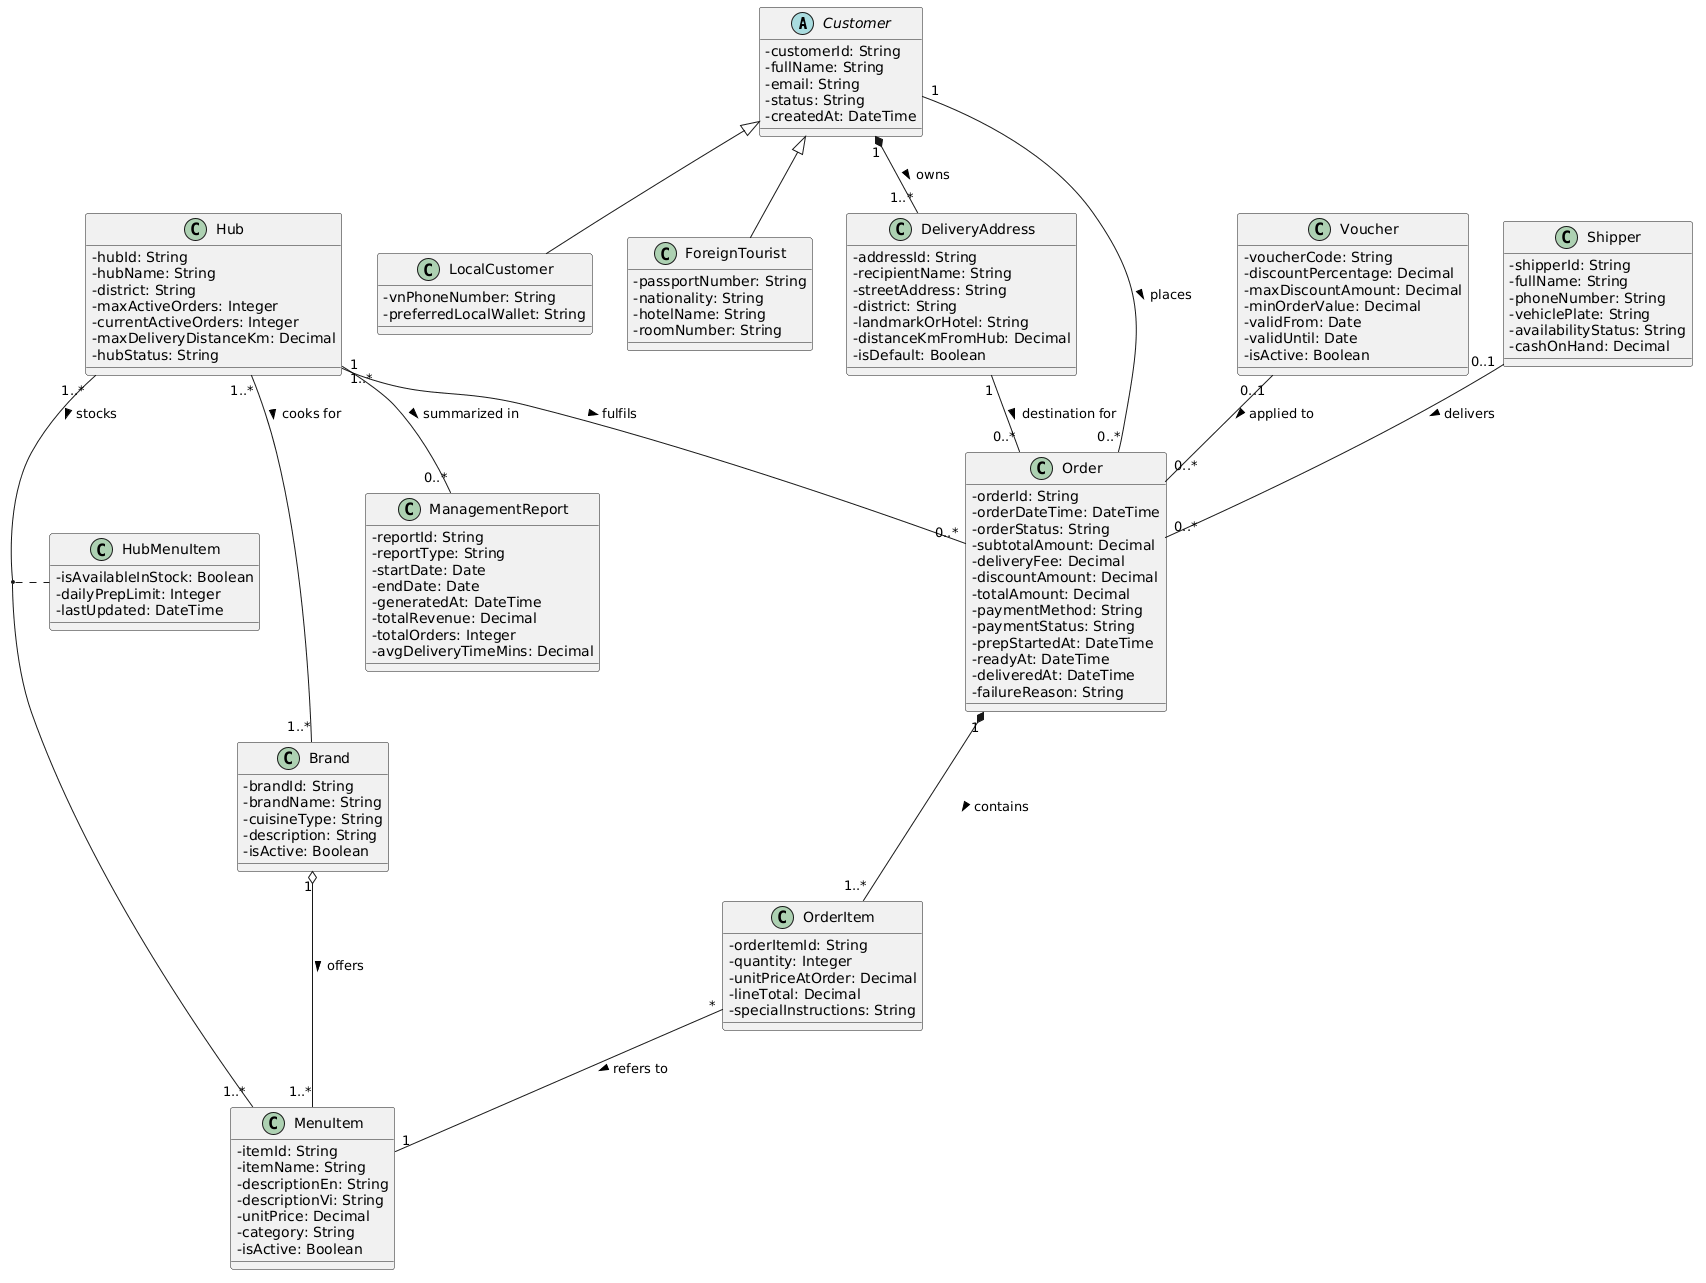 A Customer
-customerId: String
-fullName: String
-email: String
-status: String
-createdAt: DateTime
1
1
owns
1..*
places
C Hub
-hubId: String
-hubName: String
-district: String
-maxActiveOrders: Integer
-currentActiveOrders: Integer
-maxDeliveryDistanceKm: Decimal
-hubStatus: String
C LocalCustomer
-vnPhoneNumber: String
-preferredLocalWallet: String
C ForeignTourist
-passportNumber: String
-nationality: String
-hotelName: String
-roomNumber: String
C DeliveryAddress
-addressId: String
-recipientName: String
-streetAddress: String
-district: String
-landmarkOrHotel: String
-distanceKmFromHub: Decimal
-isDefault: Boolean
C Voucher
-voucherCode: String
-discountPercentage: Decimal
-maxDiscountAmount: Decimal
-minOrderValue: Decimal
-validFrom: Date
-validUntil: Date
-isActive: Boolean
C Shipper
-shipperId: String
-fullName: String
-phoneNumber: String
-vehiclePlate: String
-availabilityStatus: String
-cashOnHand: Decimal
1..*
stocks
1..*
cooks for
1
1..*
summarized in
fulfils
1
destination for
0..*
0..*
0..1
applied to
0..*
0..1
delivers
0..*
0..*
0..*
C HubMenuItem
-isAvailableInStock: Boolean
-dailyPrepLimit: Integer
-lastUpdated: DateTime
C ManagementReport
-reportId: String
-reportType: String
-startDate: Date
-endDate: Date
-generatedAt: DateTime
-totalRevenue: Decimal
-totalOrders: Integer
-avgDeliveryTimeMins: Decimal
C Order
-orderId: String
-orderDateTime: DateTime
-orderStatus: String
-subtotalAmount: Decimal
-deliveryFee: Decimal
-discountAmount: Decimal
-totalAmount: Decimal
-paymentMethod: String
-paymentStatus: String
-prepStartedAt: DateTime
-readyAt: DateTime
-deliveredAt: DateTime
-failureReason: String
1..*
C Brand
-brandId: String
-brandName: String
-cuisineType: String
-description: String
-isActive: Boolean
1
contains
1..*
1
offers
1..*
1..*
C OrderItem
-orderItemId: String
-quantity: Integer
-unitPriceAtOrder: Decimal
-lineTotal: Decimal
-specialInstructions: String
*
refers to
1
C MenuItem
-itemId: String
-itemName: String
-descriptionEn: String
-descriptionVi: String
-unitPrice: Decimal
-category: String
-isActive: Boolean